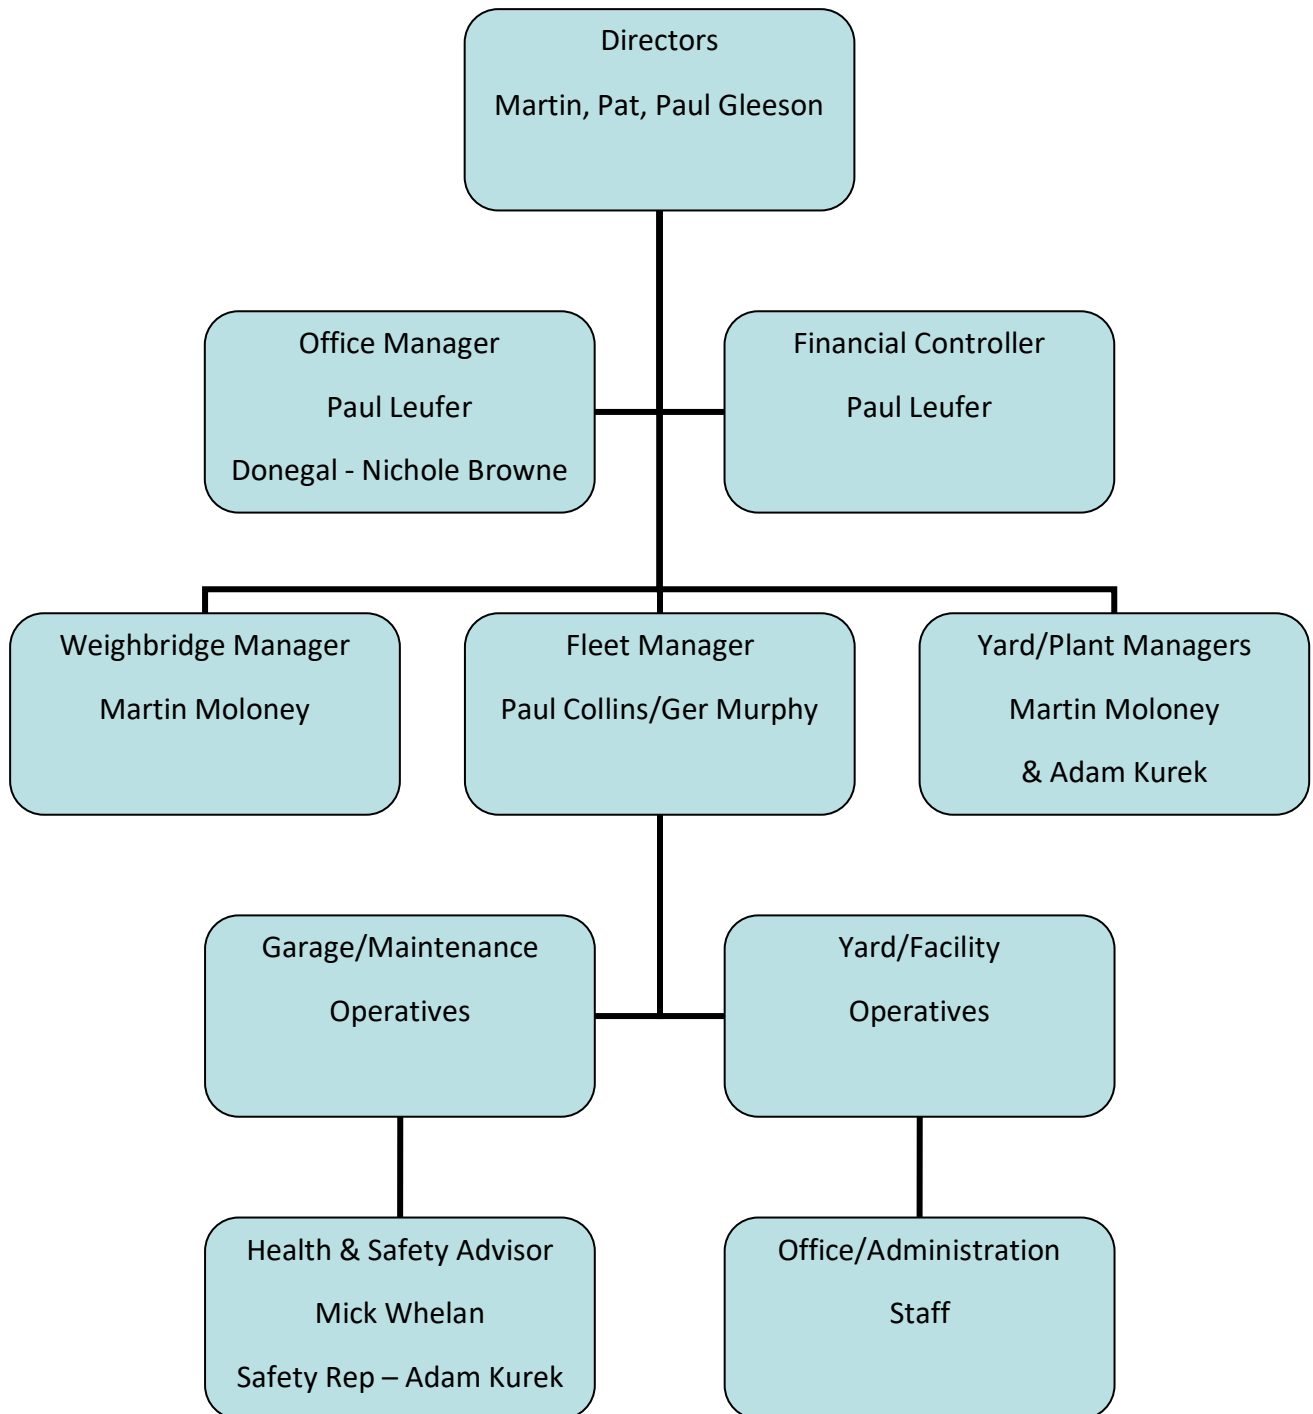 Directors
Martin, Pat, Paul Gleeson
Office Manager
Paul Leufer
Donegal - Nichole Browne
Financial Controller
Paul Leufer
Weighbridge Manager
Martin Moloney
Fleet Manager
Paul Collins/Ger Murphy
Yard/Plant Managers
Martin Moloney
& Adam Kurek
Garage/Maintenance
Operatives
Yard/Facility
Operatives
Health & Safety Advisor
Mick Whelan
Safety Rep – Adam Kurek
Office/Administration
Staff